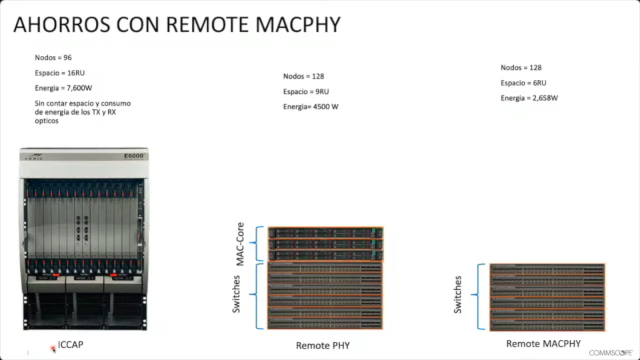 AHORROS CON REMOTE MACPHY
Nodos = 96
Espacio = 16RU
Energia = 7,600W
Sin contar espacio y consumo
de energia de los TX y RX
opticos
Nodos = 128
Espacio = 9RU
Energia= 4500 W
Nodos = 128
Espacio = 6RU
Energia = 2,658W
E6000
MAC-Core
Switches
Switches
ICCAP
Remote PHY
Remote MACPHY
COMMSCOPE